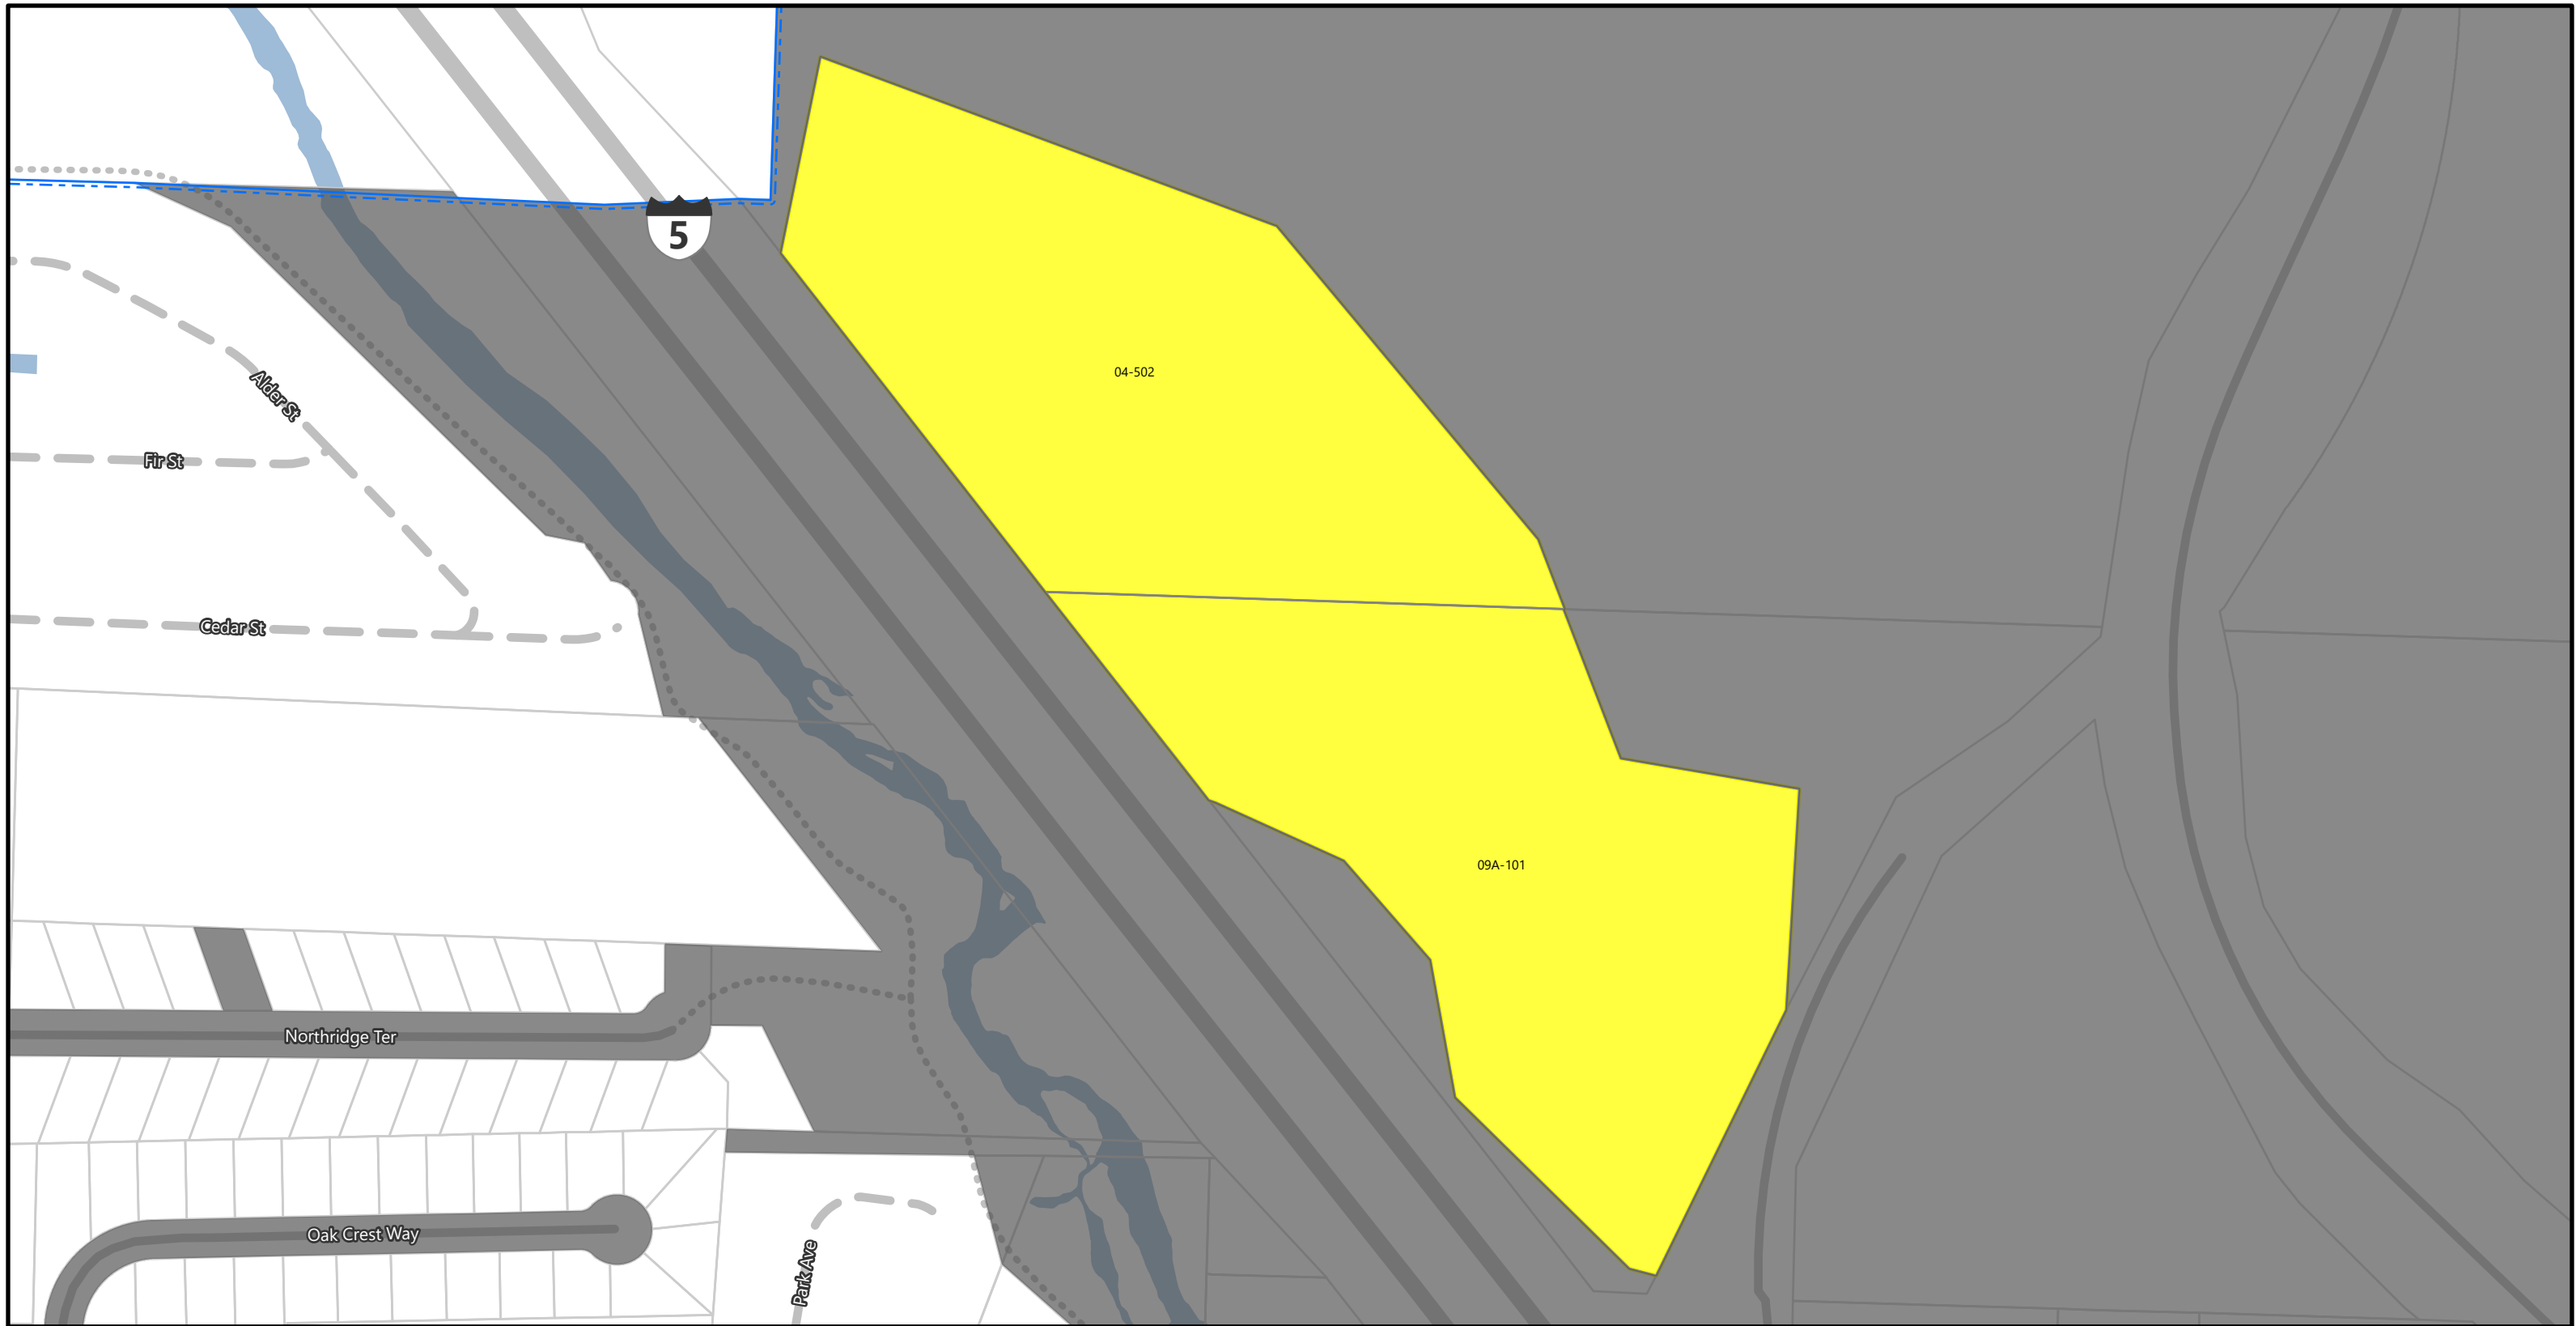 5
04-502
Alder St
Fir St
Cedar St
09A-101
Northridge Ter
Oak Crest Way
Park Ave